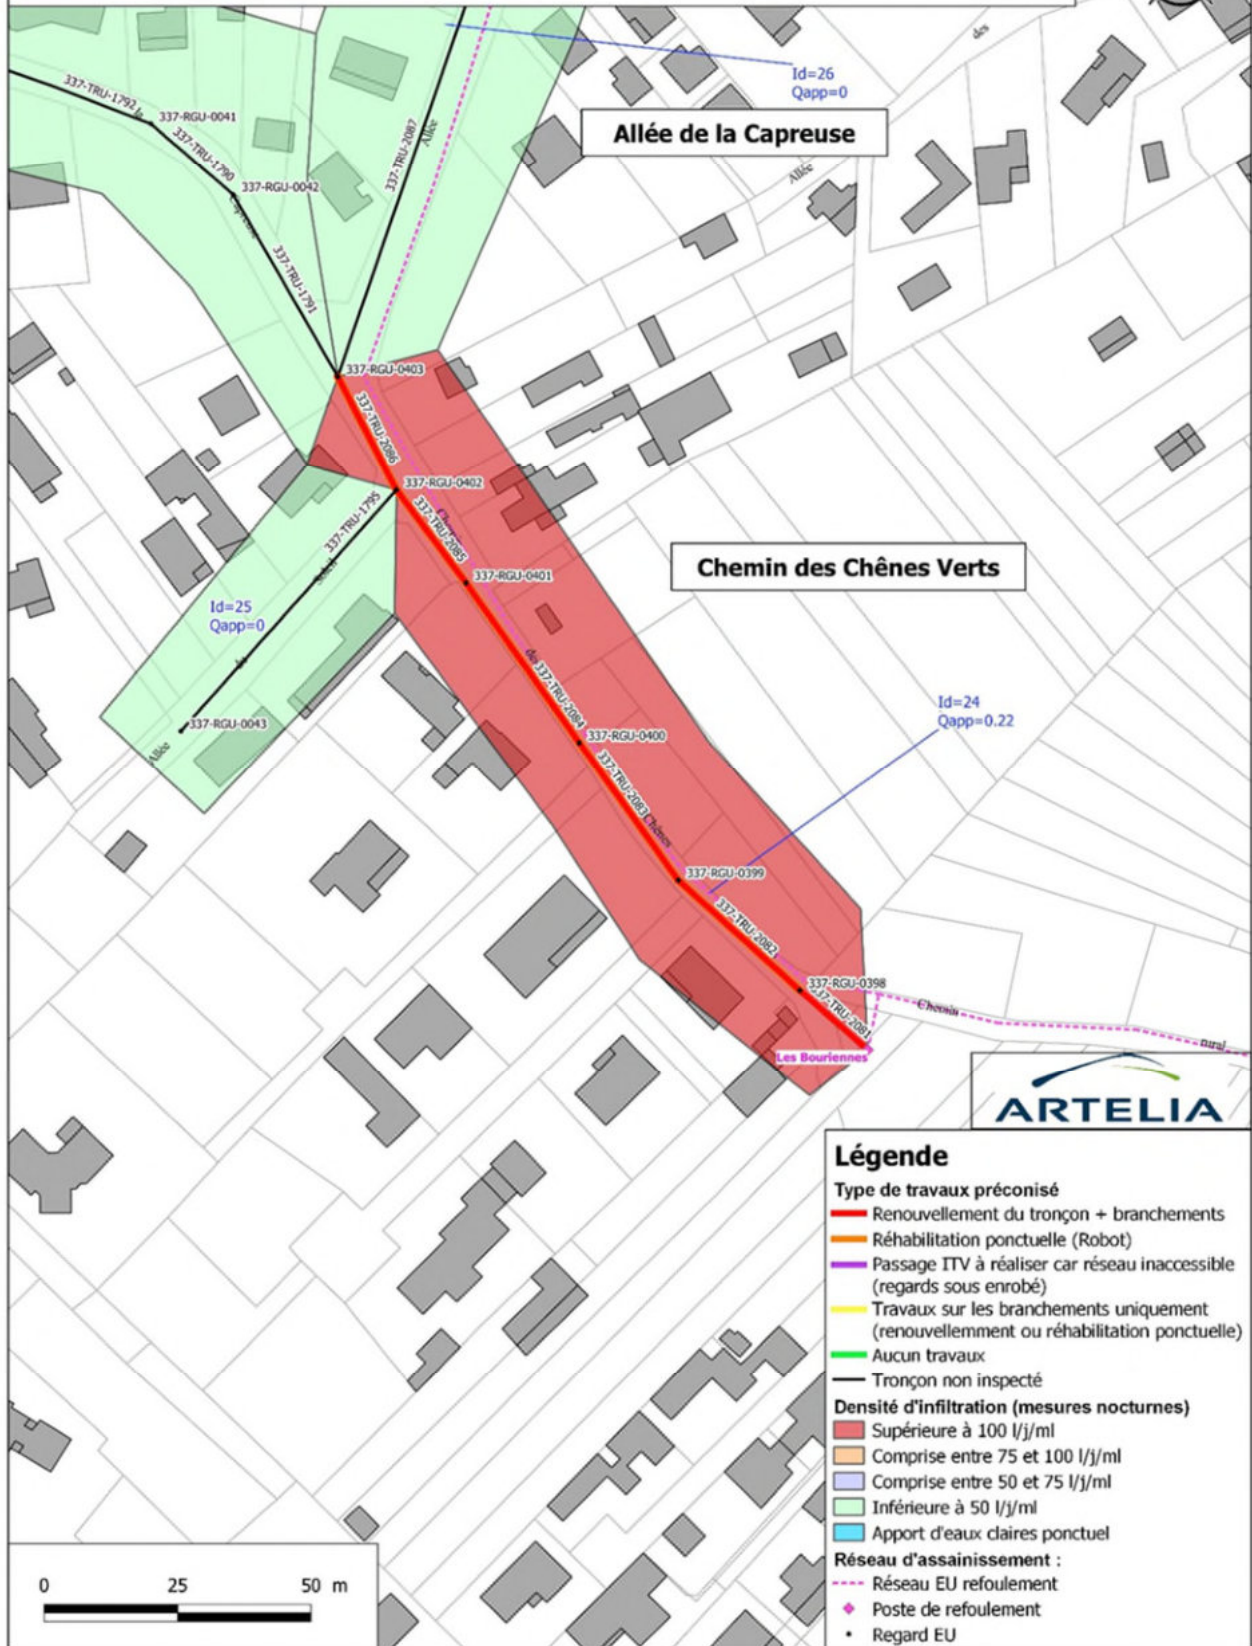 des
Id=26
Qapp=0
337-TRU-1792
la
337-RGU-0041
337-TRU-2087
Allée
Allée de la Capreuse
337-TRU-1790
337-RGU-0042
Allée
Capreuse
337-TRU-1791
337-RGU-0403
337-TRU-2086
337-RGU-0402
337-TRU-1795
337-TRU-2085
Chemins des Chênes Verts
337-RGU-0401
Id=25
Qapp=0
de
337-TRU-2084
Id=24
Qapp=0.22
337-RGU-0043
337-RGU-0400
Allée
337-TRU-2083
Chênes
337-RGU-0399
337-TRU-2082
337-RGU-0398
337-TRU-2081
Chemin
rural
Les Bouriennes
ARTELIA
Légende
Type de travaux préconisé
Renouvellement du tronçon + branchements
Réhabilitation ponctuelle (Robot)
Passage ITV à réaliser car réseau inaccessible
(regards sous enrobé)
Travaux sur les branchements uniquement
(renouvellemment ou réhabilitation ponctuelle)
Aucun travaux
Tronçon non inspecté
Densité d'infiltration (mesures nocturnes)
Supérieure à 100 l/j/ml
Comprise entre 75 et 100 l/j/ml
Comprise entre 50 et 75 l/j/ml
Inférieure à 50 l/j/ml
Apport d'eaux claires ponctuel
Réseau d'assainissement :
Réseau EU refoulement
Poste de refoulement
Regard EU
0 25 50 m